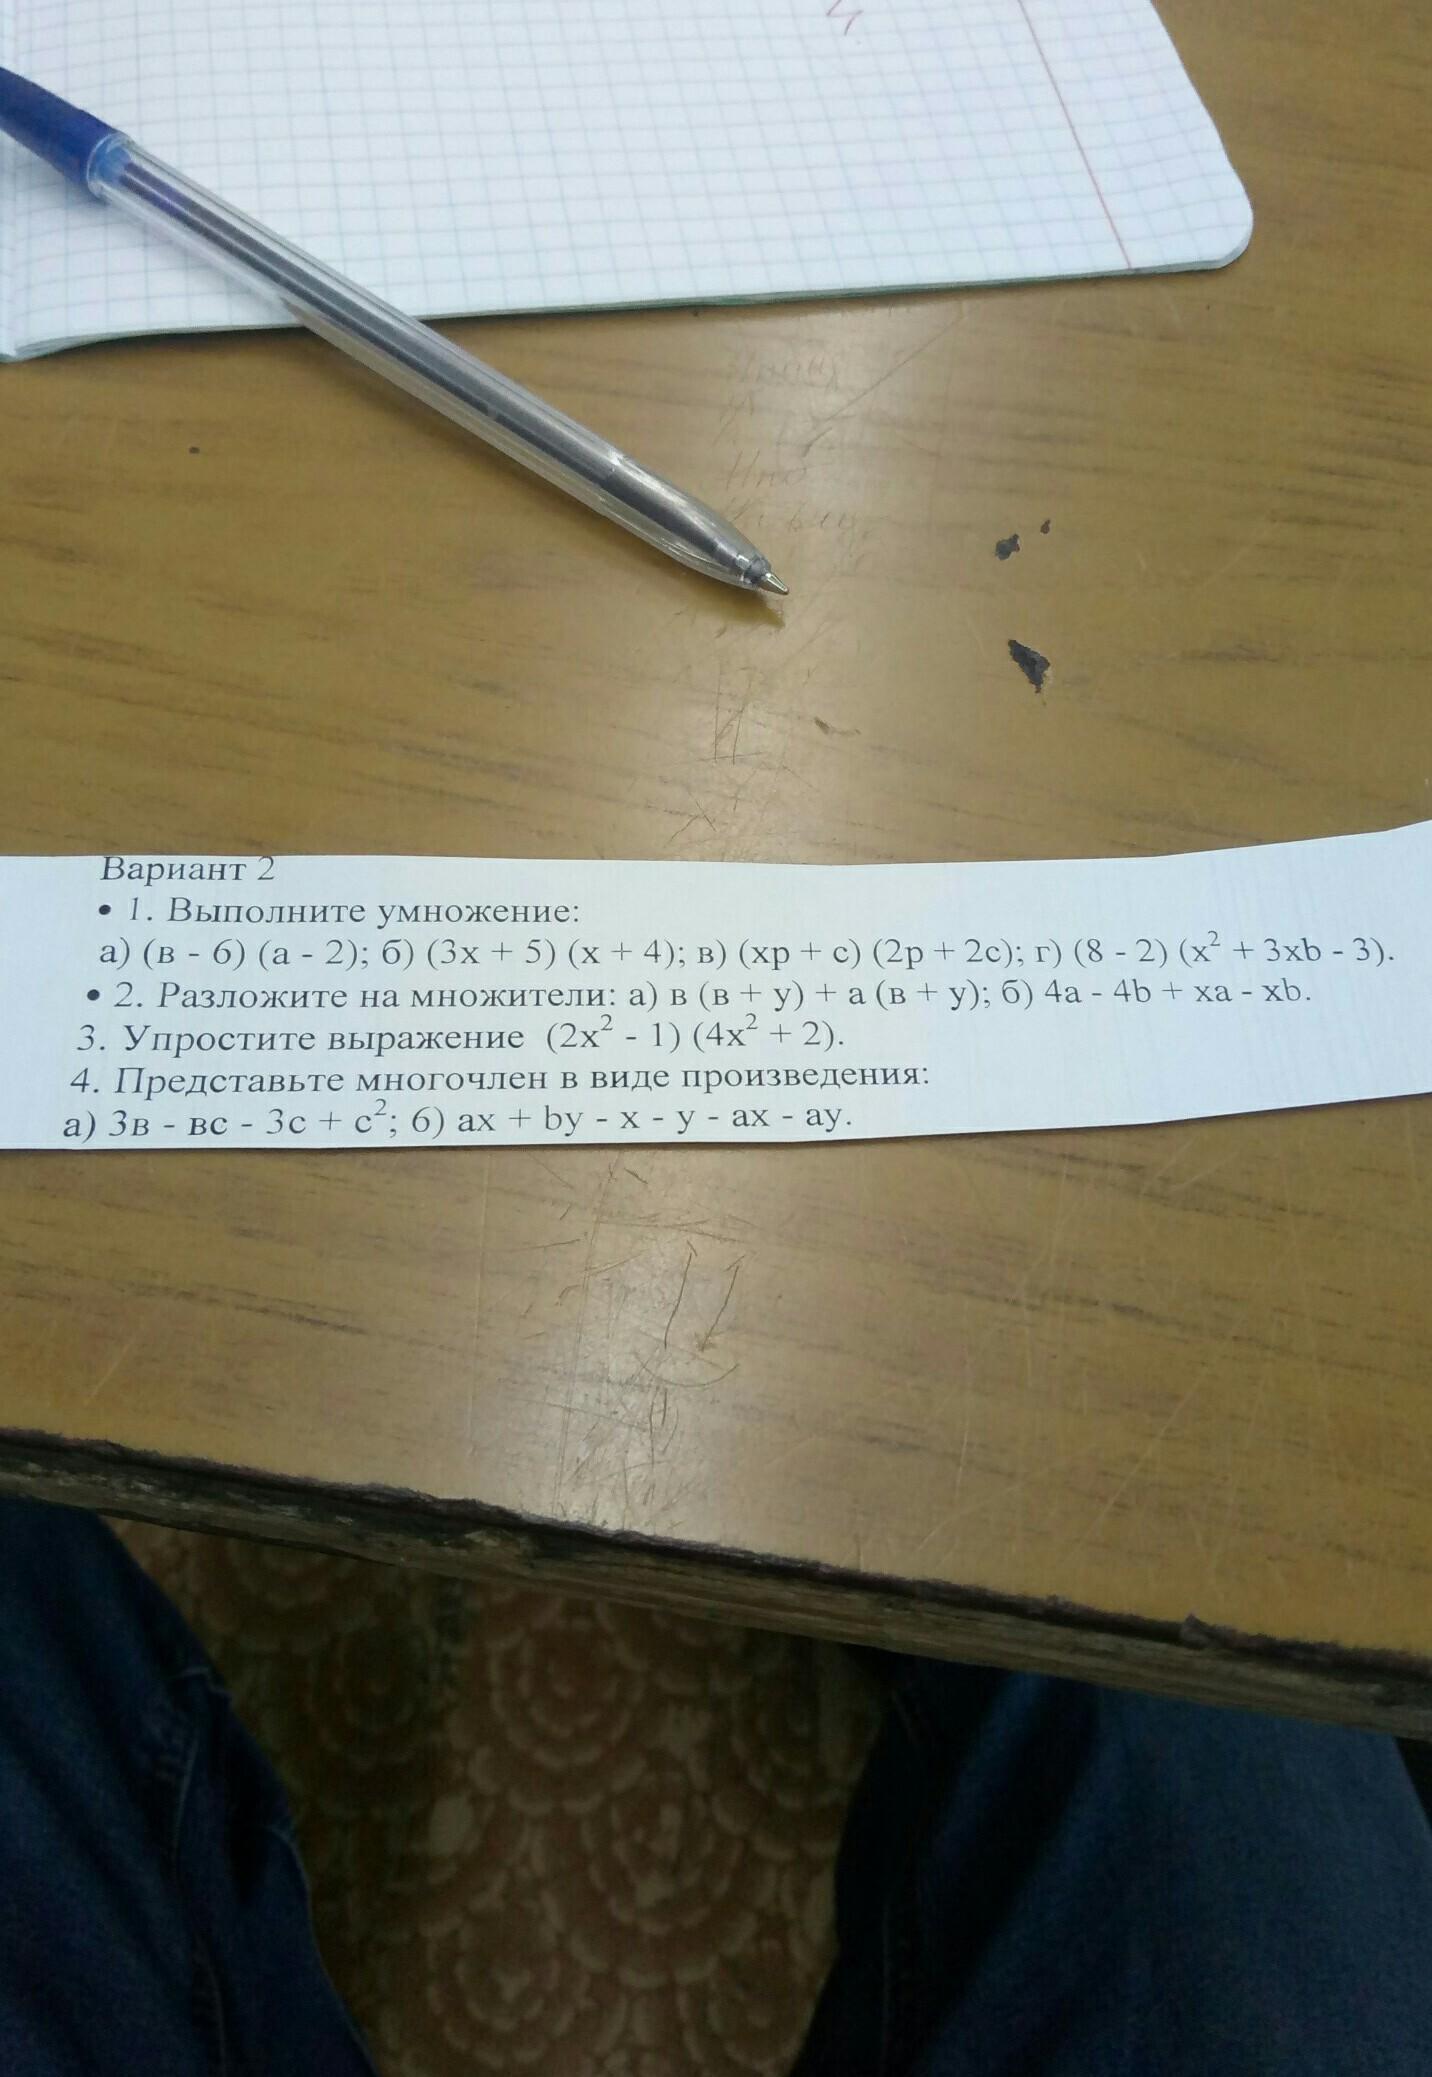 Вариант 2
• 1. Выполните умножение:
а) (в - 6) (а - 2); б) (3х + 5) (х + 4); в) (хр + с) (2р + 2с); г) (8 - 2) (х² + 3хb - 3).
• 2. Разложите на множители: а) в (в + у) + а (в + у); б) 4а - 4b + ха - хb.
3. Упростите выражение (2х² - 1) (4х² + 2).
4. Представьте многочлен в виде произведения:
а) 3в - вс - 3с + с²; б) ах + by - х - у - ах - ау.